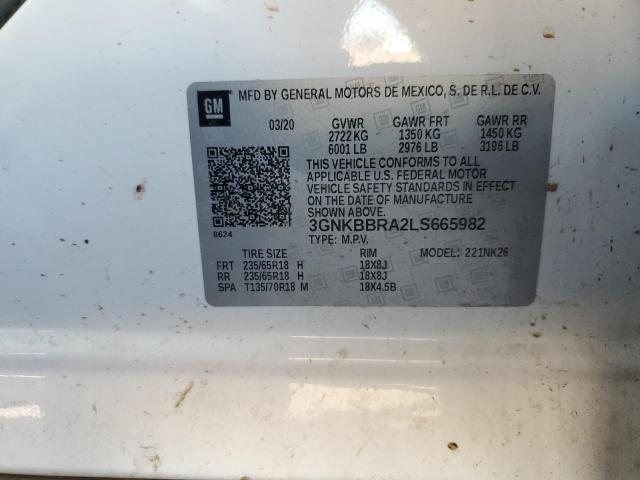 GM
MFD BY GENERAL MOTORS DE MEXICO, S. DE R.L. DE C.V.
03/20 GVWR GAWR FRT GAWR RR
2722 KG 1350 KG 1450 KG
6001 LB 2976 LB 3196 LB
THIS VEHICLE CONFORMS TO ALL
APPLICABLE U.S. FEDERAL MOTOR
VEHICLE SAFETY STANDARDS IN EFFECT
ON THE DATE OF MANUFACTURE
SHOWN ABOVE.
3GNKBBRA2LS665982
8624
TYPE: M.P.V.
TIRE SIZE RIM MODEL: 221NK26
FRT 235/65R18 H 18X8J
RR 235/65R18 H 18X8J
SPA T135/70R18 M 18X4.5B